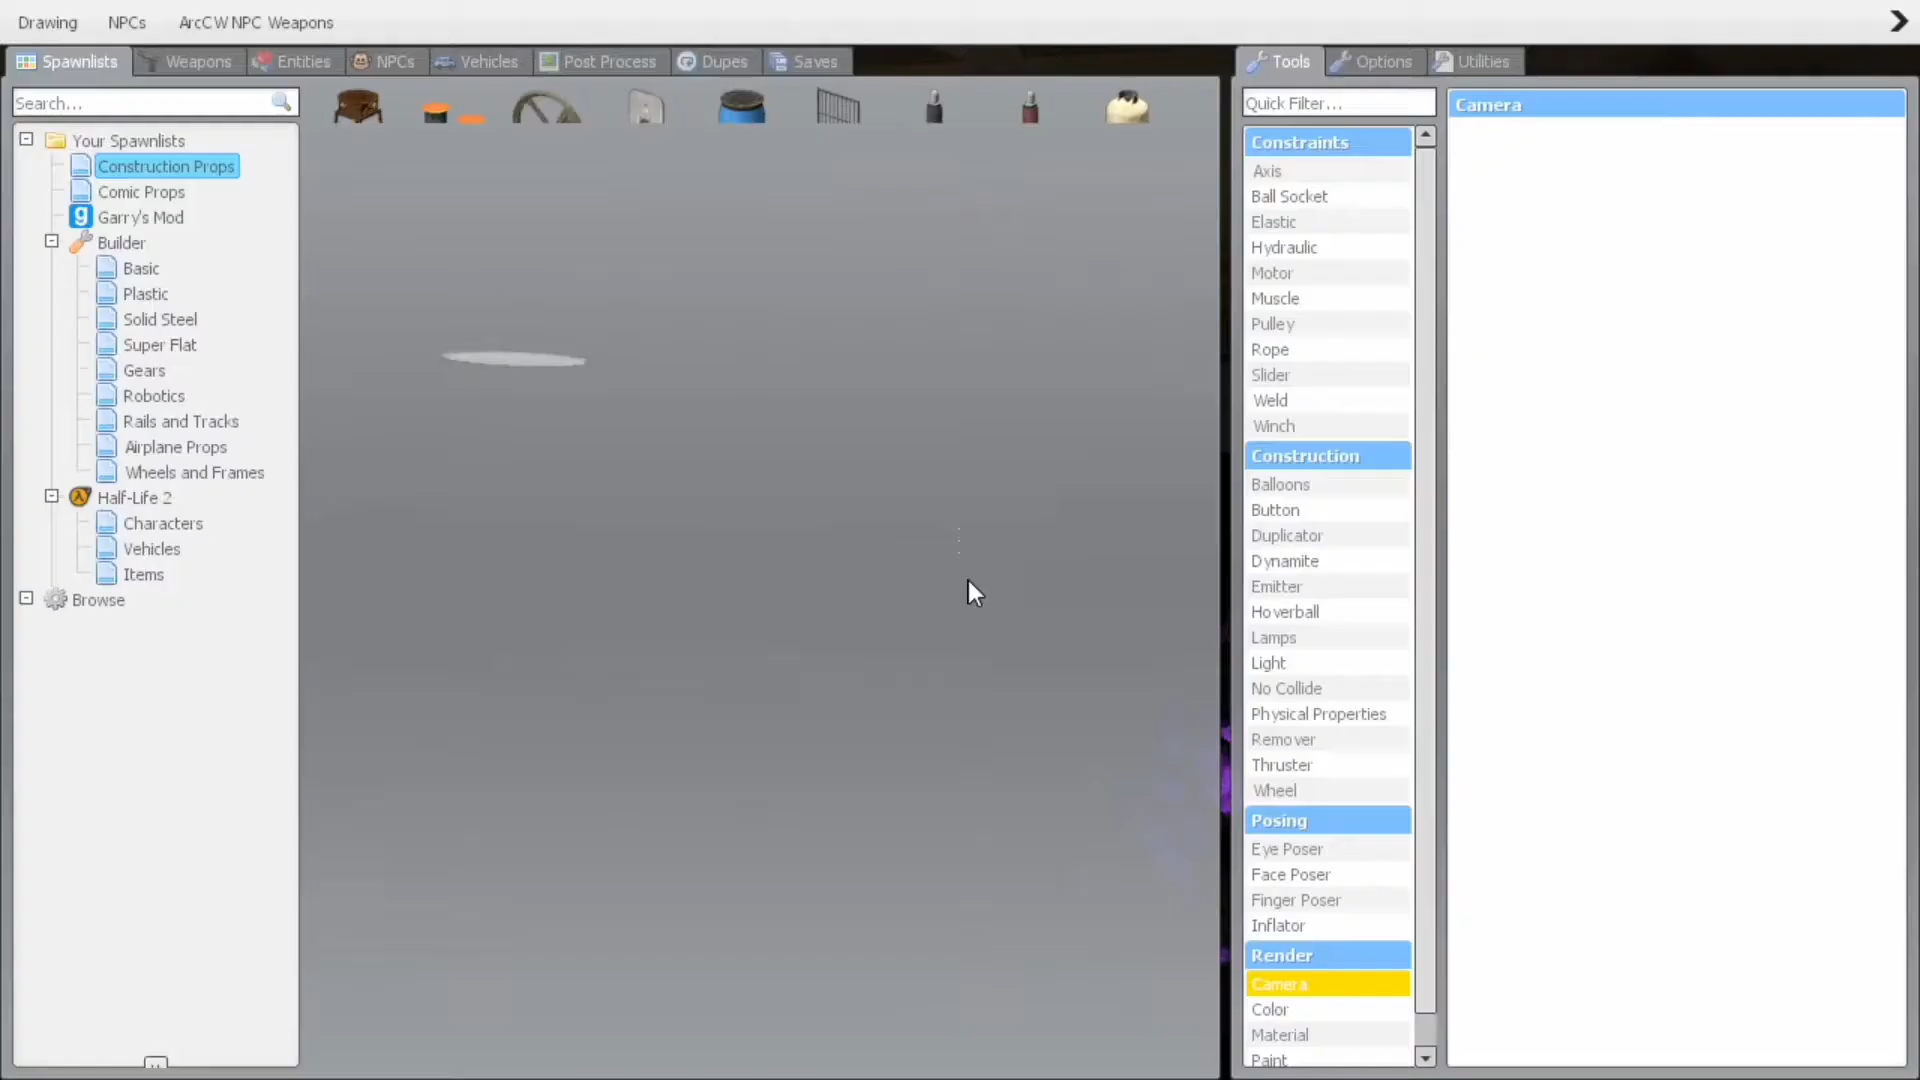 Drawing NPCs ArcCW NPC Weapons
Spawnlists Weapons Entities NPCs Vehicles Post Process Dupes Saves
Search...
Your Spawnlists
Construction Props
Comic Props
Garry's Mod
Builder
Basic
Plastic
Solid Steel
Super Flat
Gears
Robotics
Rails and Tracks
Airplane Props
Wheels and Frames
Half-Life 2
Characters
Vehicles
Items
Browse
Tools Options Utilities
Quick Filter...
Constraints
Axis
Ball Socket
Elastic
Hydraulic
Motor
Muscle
Pulley
Rope
Slider
Weld
Winch
Construction
Balloons
Button
Duplicator
Dynamite
Emitter
Hoverball
Lamps
Light
No Collide
Physical Properties
Remover
Thruster
Wheel
Posing
Eye Poser
Face Poser
Finger Poser
Inflator
Render
Camera
Color
Material
Paint
Camera